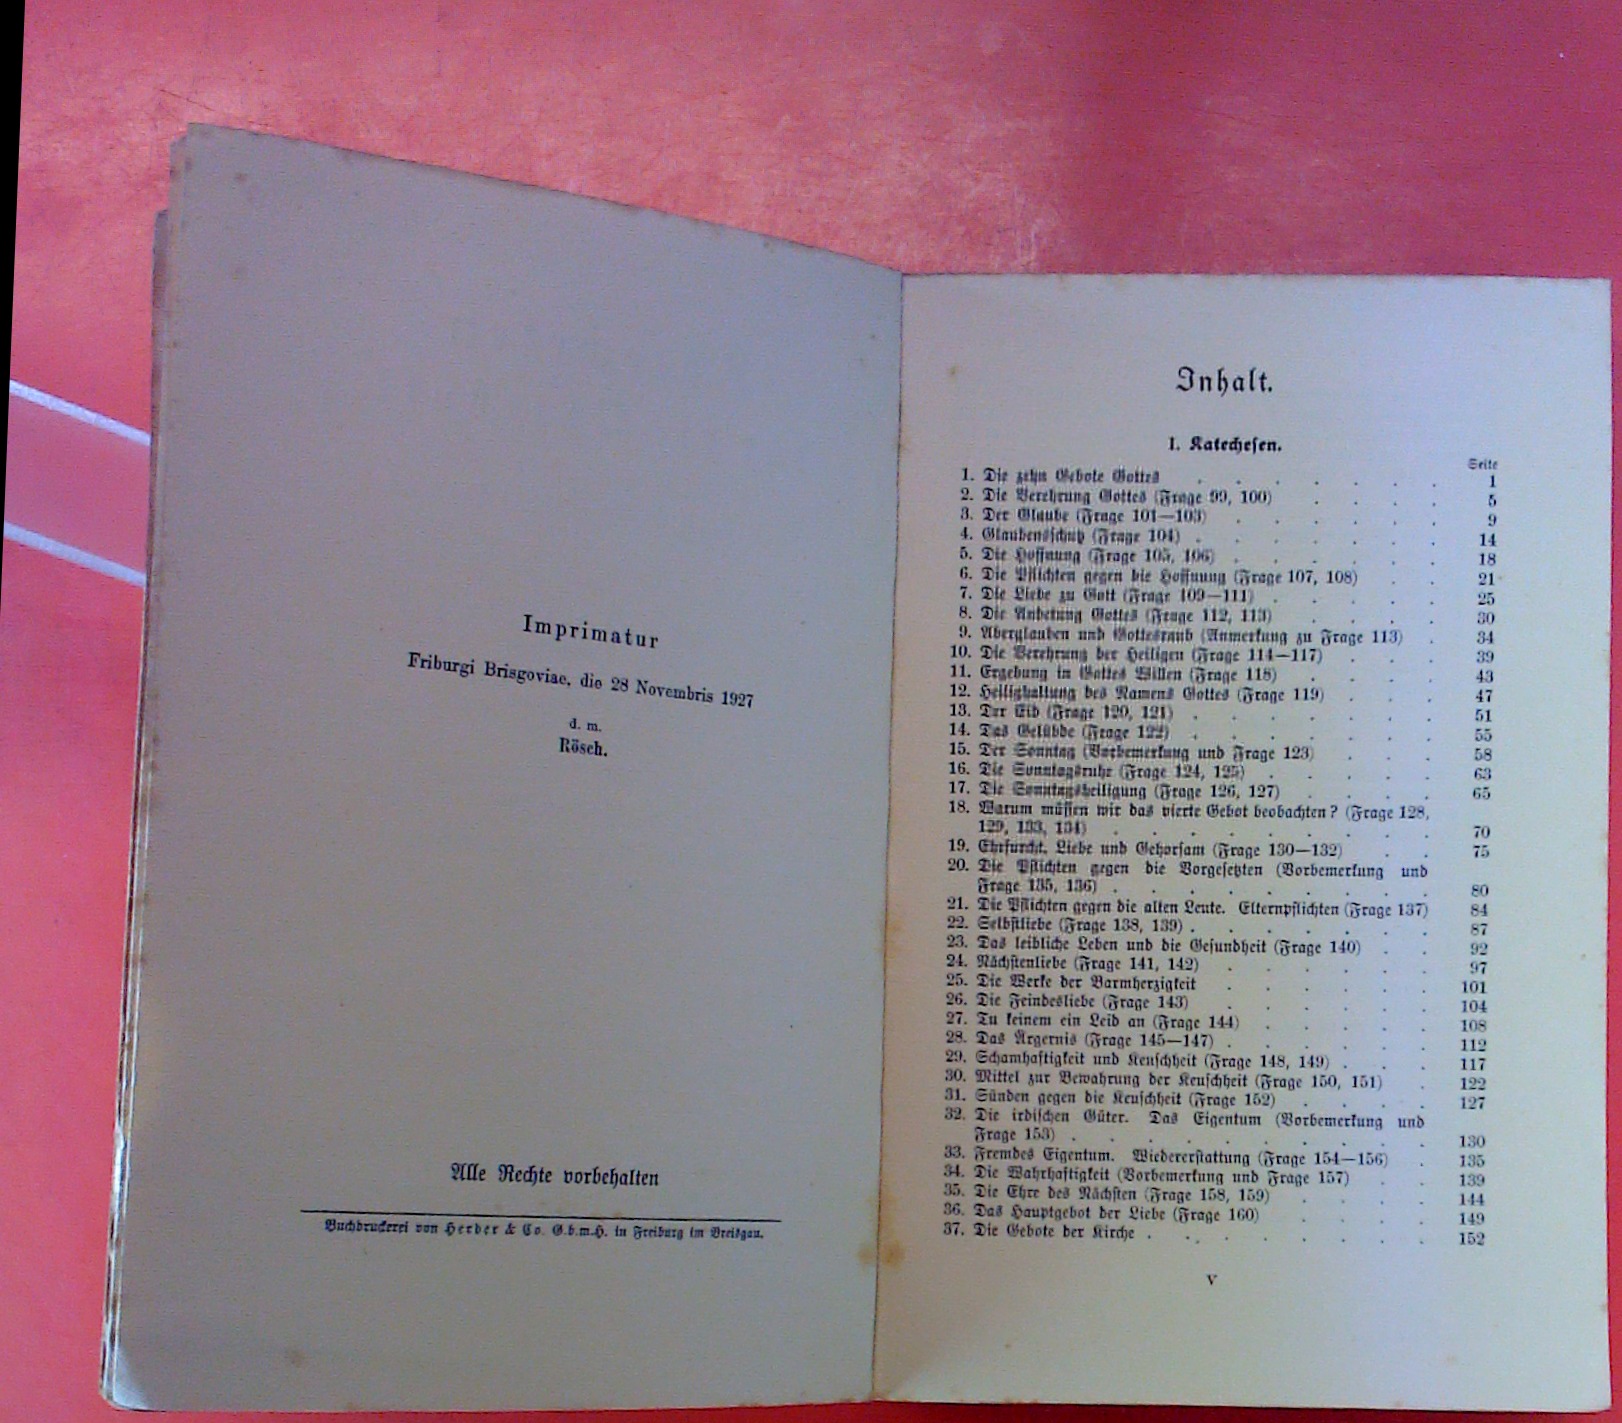 Imprimatur
Friburgi Brisgoviae, die 28 Novembris 1927
d. m.
Rösch.
Alle Rechte vorbehalten
Buchdruckerei von Herder & Co. G.b.m.H. in Freiburg im Breisgau.
Inhalt.
I. Katechesen.
Seite
1. Die zehn Gebote Gottes . . . . . . . 1
2. Die Verehrung Gottes (Frage 99, 100) . . . . 5
3. Der Glaube (Frage 101—103) . . . . . . 9
4. Glaubensschutz (Frage 104) . . . . . . . 14
5. Die Hoffnung (Frage 105, 106) . . . . . . 18
6. Die Pflichten gegen die Hoffnung (Frage 107, 108) . . 21
7. Die Liebe zu Gott (Frage 109—111) . . . . . 25
8. Die Anbetung Gottes (Frage 112, 113) . . . . 30
9. Aberglauben und Gottesraub (Anmerkung zu Frage 113) . 34
10. Die Verehrung der Heiligen (Frage 114—117) . . . 39
11. Ergebung in Gottes Willen (Frage 118) . . . . 43
12. Heilighaltung des Namens Gottes (Frage 119) . . . 47
13. Der Eid (Frage 120, 121) . . . . . . . 51
14. Das Gelübde (Frage 122) . . . . . . . 55
15. Der Sonntag (Vorbemerkung und Frage 123) . . . 58
16. Die Sonntagsruhe (Frage 124, 125) . . . . . 63
17. Die Sonntagsheiligung (Frage 126, 127) . . . . 65
18. Warum müssen wir das vierte Gebot beobachten? (Frage 128,
129, 133, 134) . . . . . . . . . 70
19. Ehrfurcht, Liebe und Gehorsam (Frage 130—132) . . 75
20. Die Pflichten gegen die Vorgesetzten (Vorbemerkung und
Frage 135, 136) . . . . . . . . . 80
21. Die Pflichten gegen die alten Leute. Elternpflichten (Frage 137) 84
22. Selbstliebe (Frage 138, 139) . . . . . . . 87
23. Das leibliche Leben und die Gesundheit (Frage 140) . . 92
24. Nächstenliebe (Frage 141, 142) . . . . . . 97
25. Die Werke der Barmherzigkeit . . . . . . 101
26. Die Feindesliebe (Frage 143) . . . . . . 104
27. Tu keinem ein Leid an (Frage 144) . . . . . 108
28. Das Ärgernis (Frage 145—147) . . . . . . 112
29. Schamhaftigkeit und Keuschheit (Frage 148, 149) . . . 117
30. Mittel zur Bewahrung der Keuschheit (Frage 150, 151) . 122
31. Sünden gegen die Keuschheit (Frage 152) . . . . 127
32. Die irdischen Güter. Das Eigentum (Vorbemerkung und
Frage 153) . . . . . . . . . . 130
33. Fremdes Eigentum. Wiedererstattung (Frage 154—156) . 135
34. Die Wahrhaftigkeit (Vorbemerkung und Frage 157) . . 139
35. Die Ehre des Nächsten (Frage 158, 159) . . . . 144
36. Das Hauptgebot der Liebe (Frage 160) . . . . 149
37. Die Gebote der Kirche . . . . . . . . 152
V